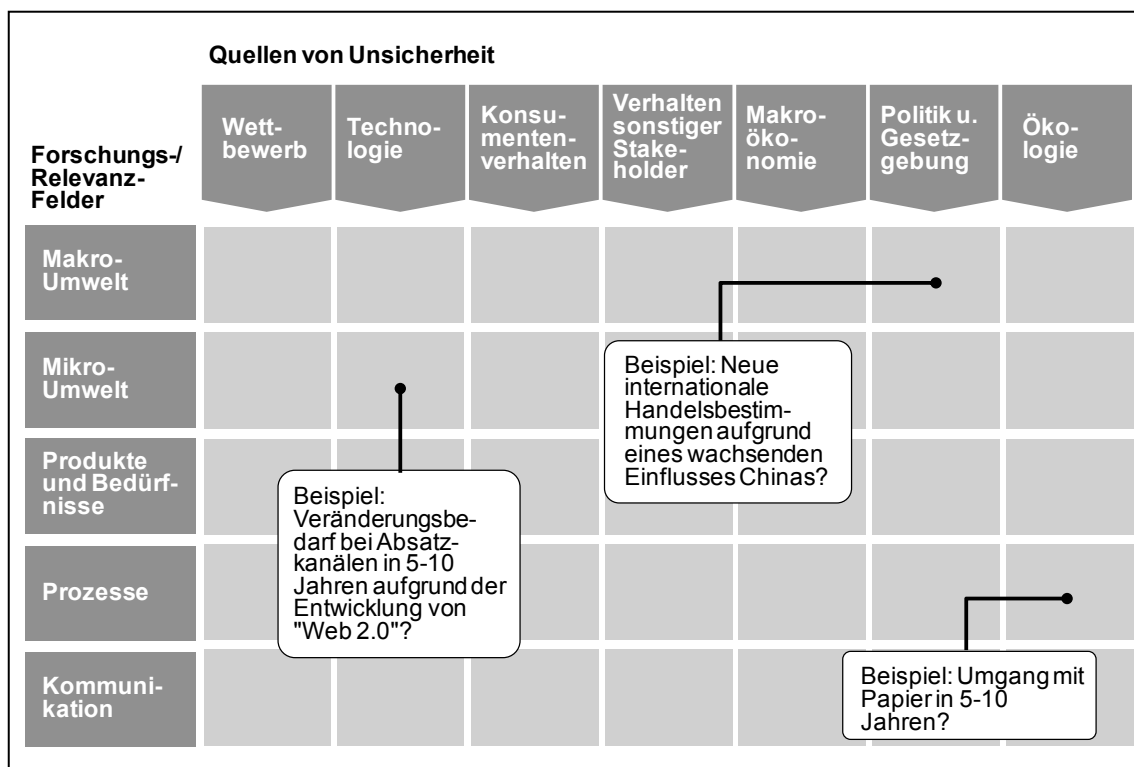 Quellen von Unsicherheit
Forschungs-/
Relevanz-
Felder
Wett-
bewerb
Techno-
logie
Konsu-
menten-
verhalten
Verhalten
sonstiger
Stake-
holder
Makro-
öko-
nomie
Politik u.
Gesetz-
gebung
Öko-
logie
Makro-
Umwelt
Mikro-
Umwelt
Beispiel: Neue
internationale
Handelsbestim-
mungen aufgrund
eines wachsenden
Einflusses Chinas?
Produkte
und Bedürf-
nisse
Beispiel:
Veränderungsbe-
darf bei Absatz-
kanälen in 5-10
Jahren aufgrund der
Entwicklung von
"Web 2.0"?
Prozesse
Beispiel: Umgang mit
Papier in 5-10
Jahren?
Kommuni-
kation